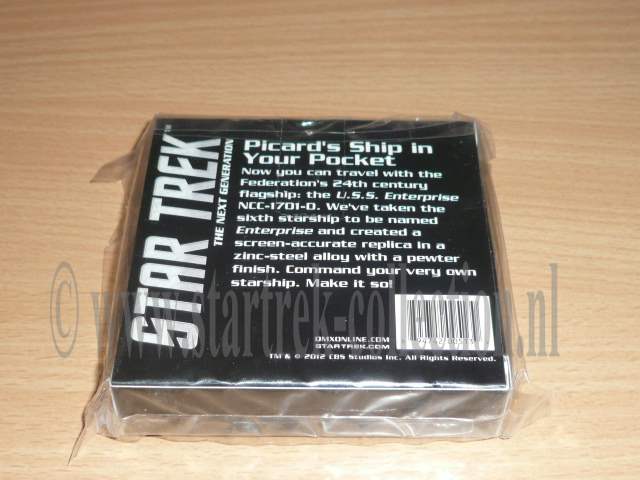 STAR TREK™
THE NEXT GENERATION
Picard's Ship in
Your Pocket
Now you can travel with the
Federation's 24th century
flagship: the U.S.S. Enterprise
NCC-1701-D. We've taken the
sixth starship to be named
Enterprise and created a
screen-accurate replica in a
zinc-steel alloy with a pewter
finish. Command your very own
starship. Make it so!
QMXONLINE.COM
STARTREK.COM
TM & © 2012 CBS Studios Inc. All Rights Reserved.
© www.startrek-collection.nl